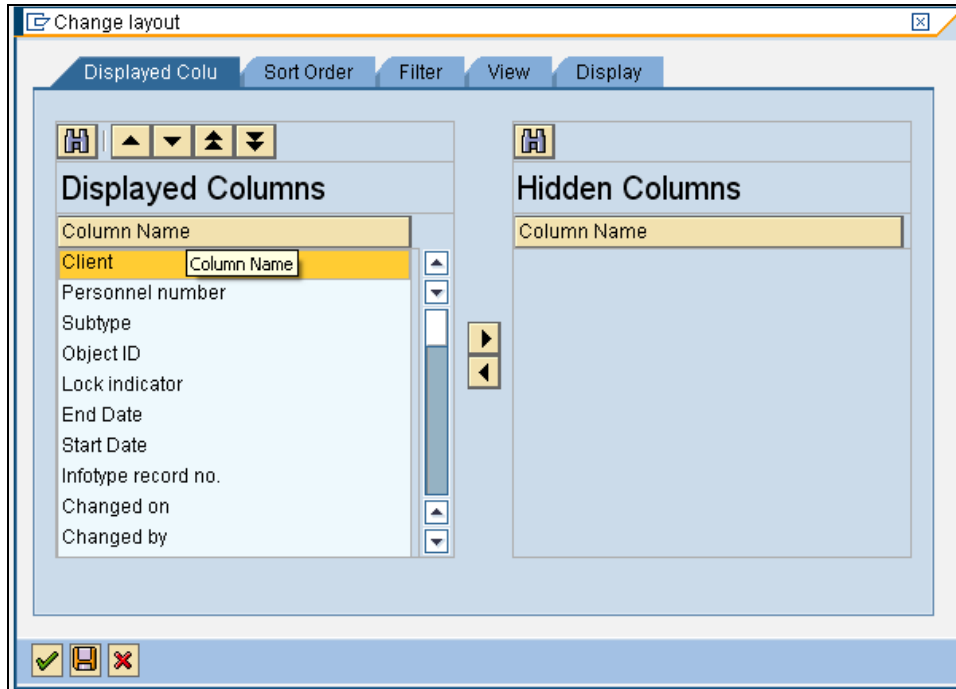 Change layout
Displayed Colu
Sort Order
Filter
View
Display
Displayed Columns
Column Name
Client
Column Name
Personnel number
Subtype
Object ID
Lock indicator
End Date
Start Date
Infotype record no.
Changed on
Changed by
Hidden Columns
Column Name